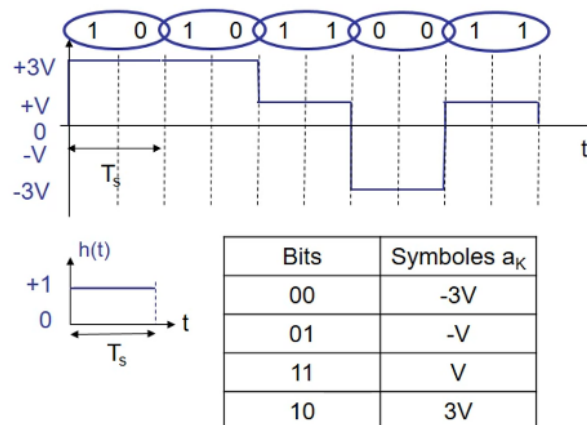 1 0 1 0 1 1 0 0 1 1
+3V
+V
0
-V
t
Ts
-3V
h(t)
+1
0
t
Ts
Bits Symboles aK
00 -3V
01 -V
11 V
10 3V